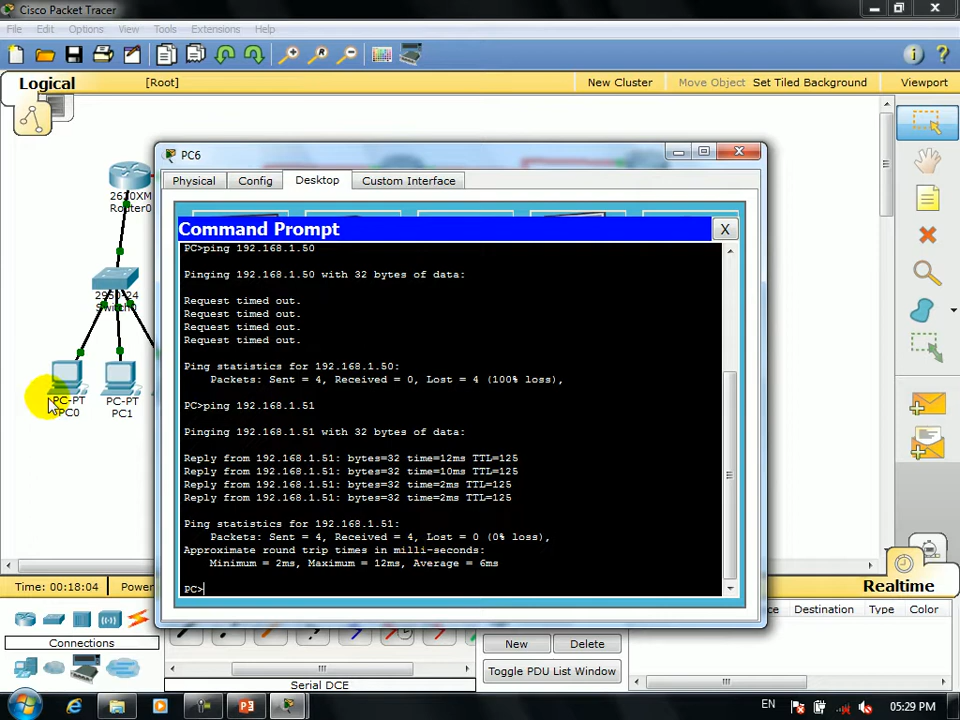 Cisco Packet Tracer
File Edit Options View Tools Extensions Help
Logical
[Root]
New Cluster
Move Object
Set Tiled Background
Viewport
PC6
Physical
Config
Desktop
Custom Interface
Command Prompt
X
PC>ping 192.168.1.50
Pinging 192.168.1.50 with 32 bytes of data:
Request timed out.
Request timed out.
Request timed out.
Request timed out.
Ping statistics for 192.168.1.50:
Packets: Sent = 4, Received = 0, Lost = 4 (100% loss),
PC>ping 192.168.1.51
Pinging 192.168.1.51 with 32 bytes of data:
Reply from 192.168.1.51: bytes=32 time=12ms TTL=125
Reply from 192.168.1.51: bytes=32 time=10ms TTL=125
Reply from 192.168.1.51: bytes=32 time=2ms TTL=125
Reply from 192.168.1.51: bytes=32 time=2ms TTL=125
Ping statistics for 192.168.1.51:
Packets: Sent = 4, Received = 4, Lost = 0 (0% loss),
Approximate round trip times in milli-seconds:
Minimum = 2ms, Maximum = 12ms, Average = 6ms
PC>
Router0
Switch0
PC-PT
PC0
PC-PT
PC1
Time: 00:18:04
Power
Realtime
Connections
Serial DCE
New
Delete
Toggle PDU List Window
Destination
Type
Color
EN
05:29 PM